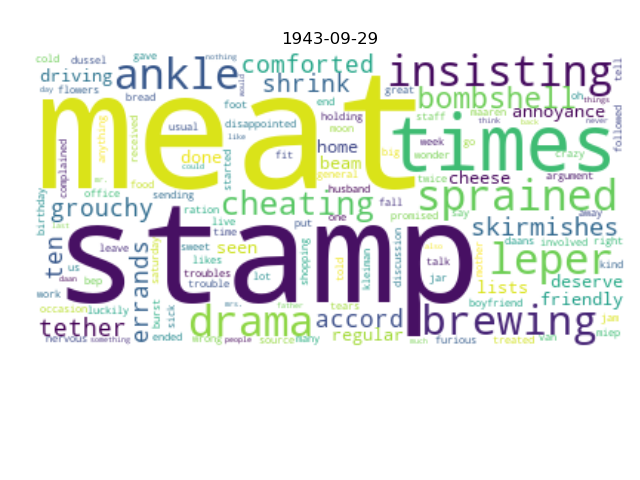 1943-09-29
cold dussel gave nothing comforted insisting tell
driving ankle would shrink bombshell oh things
day flowers bread foot end great staff maaren annoyance followed
meat times
complained anything received usual disappointed holding moon week go never
mr. done like home big wonder think back crazy
food started fit beam general twice cheese argument
birthday office sending cheating husband fall sprained away
grouchy ration live one promised say skirmishes
last ten leave time put discussion daans involved right
stamp
us errands saturday sweet seen shopping told kleiman also talk mother leper kind
daan bep likes troubles lot jar lists deserve
work burst trouble mrs. father tears boyfriend friendly
occasion luckily sick drama accord brewing jan
tether ended regular van miep
nervous something wrong people source many much furious treated